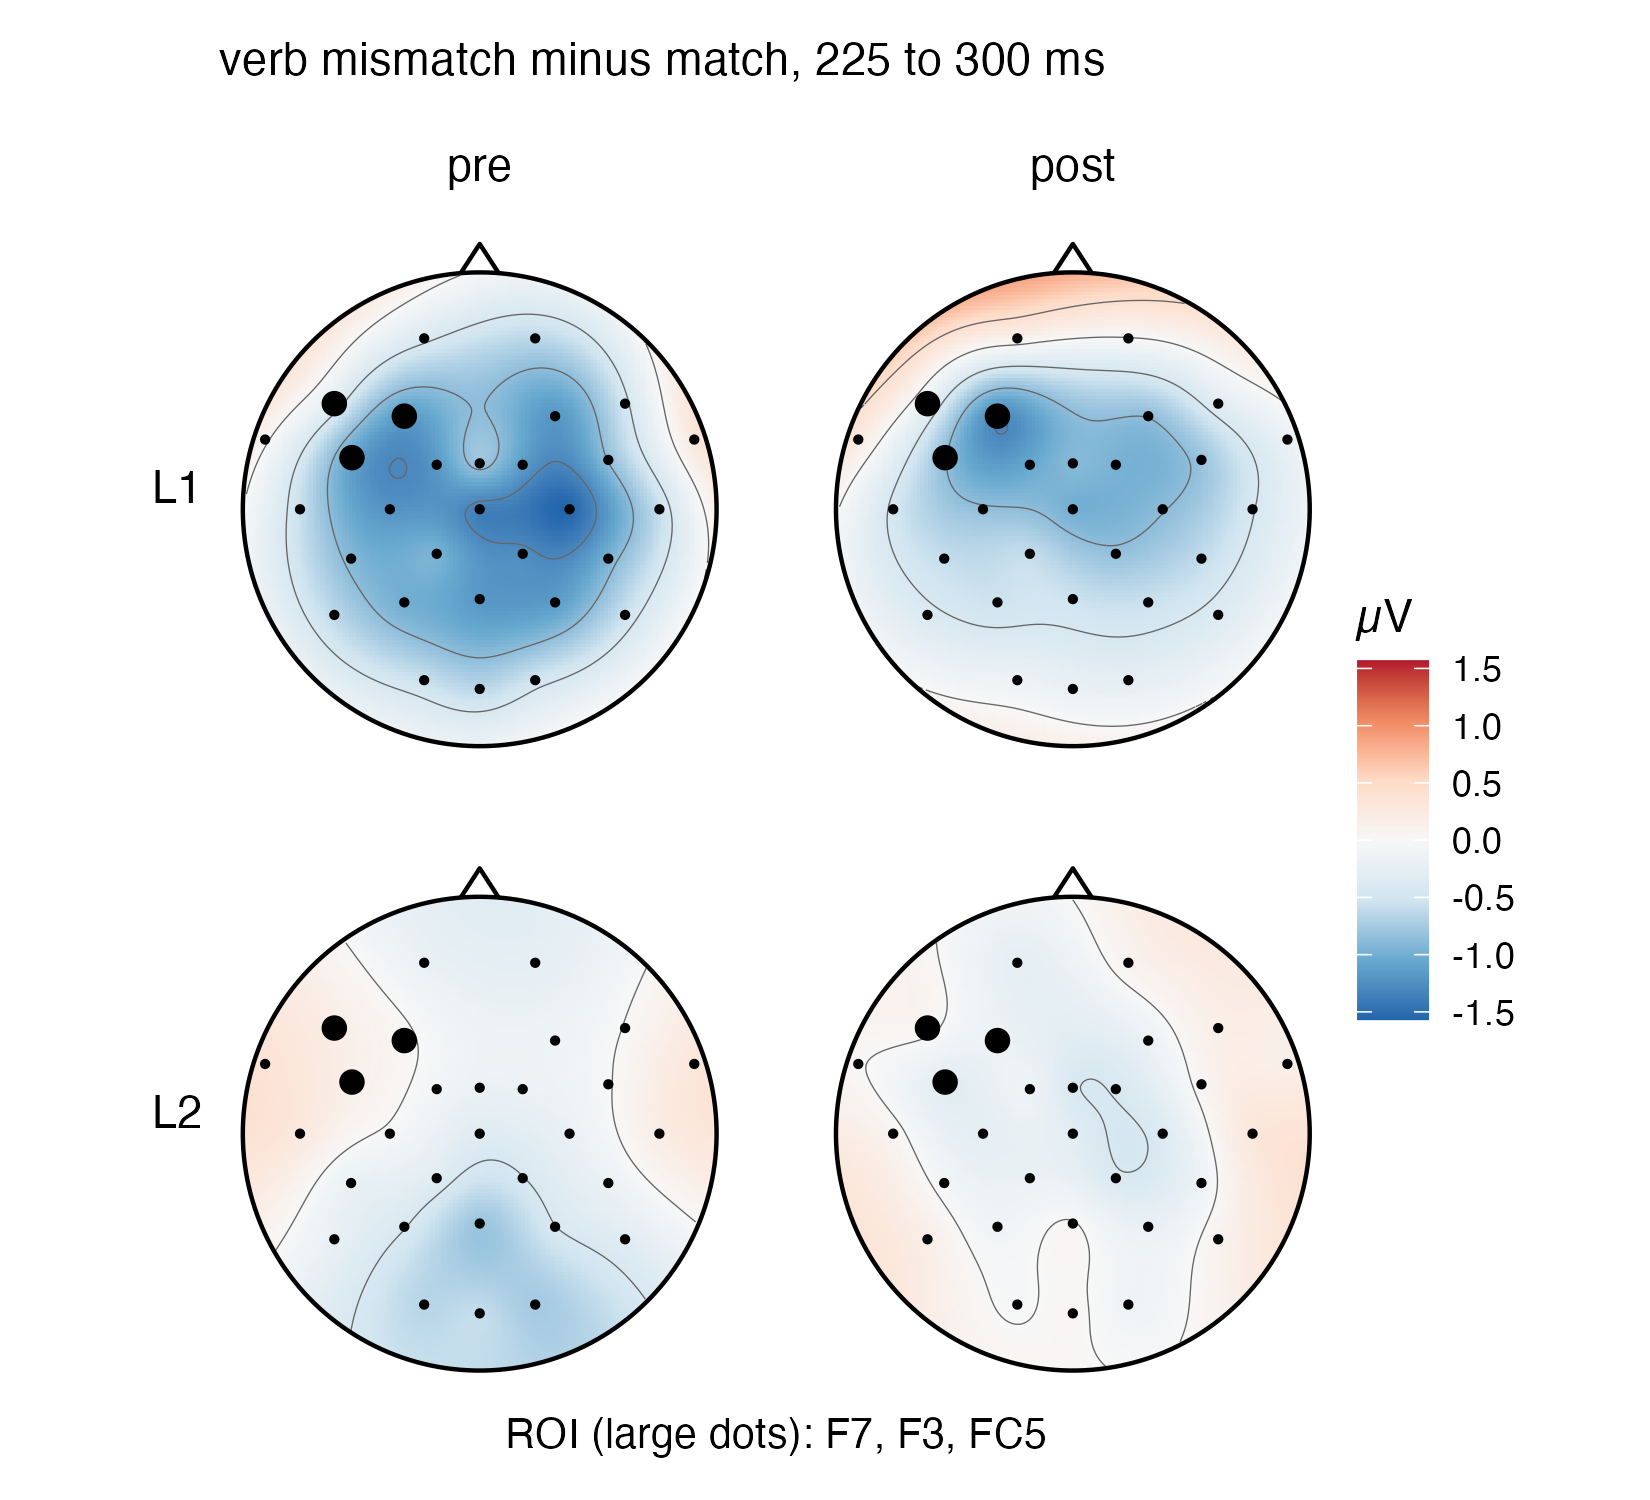 verb mismatch minus match, 225 to 300 ms
pre
post
L1
L2
µV
1.5
1.0
0.5
0.0
-0.5
-1.0
-1.5
ROI (large dots): F7, F3, FC5